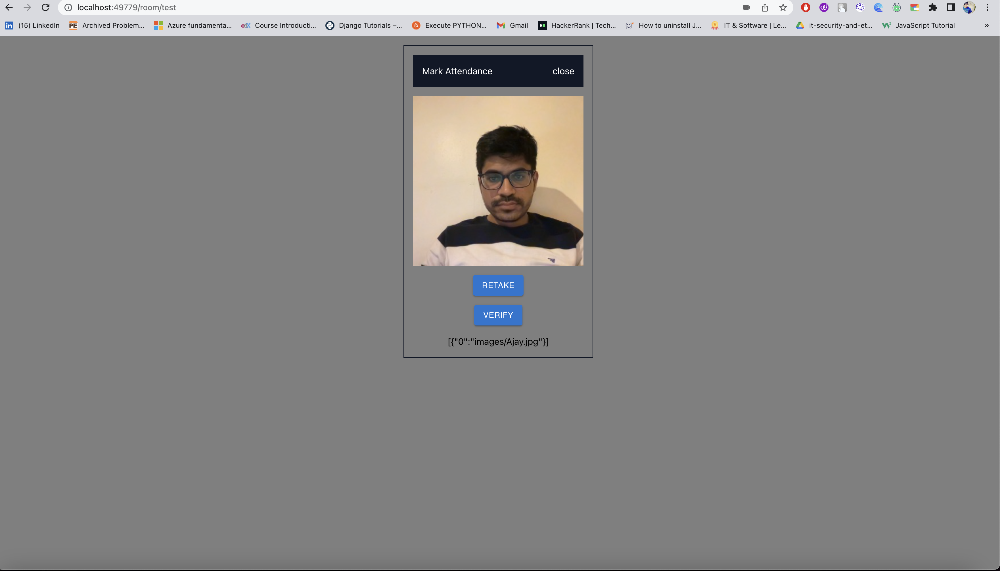 localhost:49779/room/test
(15) LinkedIn PE Archived Problem... Azure fundamenta... edX Course Introducti... Django Tutorials –... Execute PYTHON... Gmail H HackerRank | Tech... How to uninstall J... IT & Software | Le... it-security-and-et... JavaScript Tutorial »
Mark Attendance close
RETAKE
VERIFY
[{"0":"images/Ajay.jpg"}]